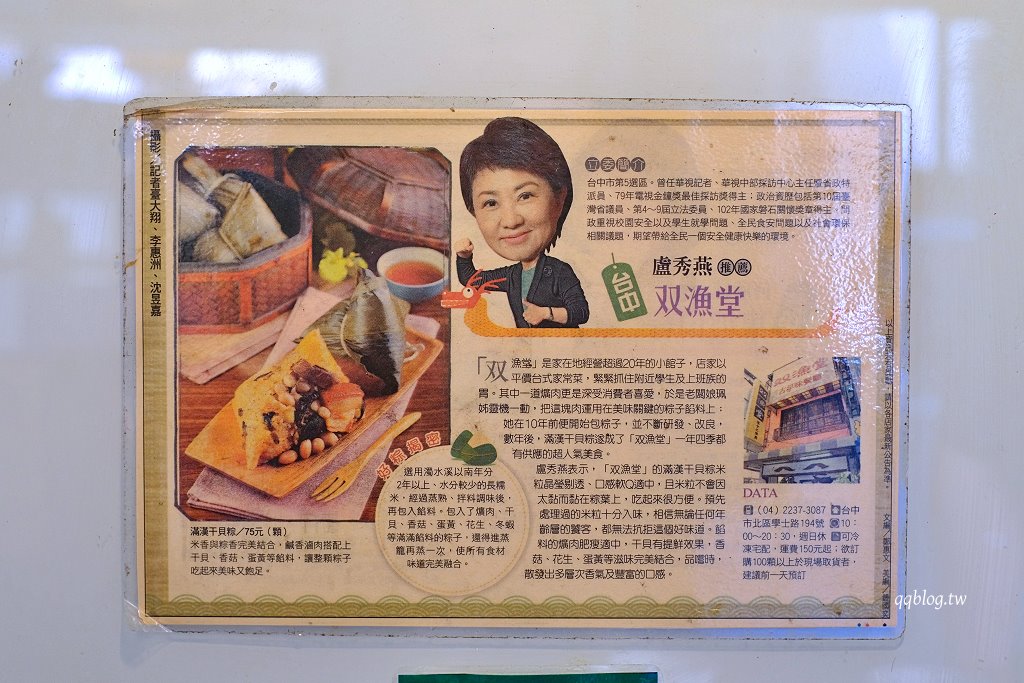 攝影／記者臺大翔、李惠洲、沈昱嘉
立委簡介
台中市第5選區。曾任華視記者、華視中部採訪中心主任暨省政特
派員、79年電視金鐘獎最佳採訪獎得主；政治資歷包括第10屆臺
灣省議員、第4～9屆立法委員、102年國家磐石關懷獎章得主。問
政重視校園安全以及學生就學問題、全民食安問題以及社會環保
相關議題，期望帶給全民一個安全健康快樂的環境。
台中
盧秀燕 推薦
双漁堂
「双漁堂」是家在地經營超過20年的小館子，店家以
平價台式家常菜，緊緊抓住附近學生及上班族的
胃。其中一道爌肉更是深受消費者喜愛，於是老闆娘珮
姊靈機一動，把這塊肉運用在美味關鍵的粽子餡料上：
她在10年前便開始包粽子，並不斷研發、改良，
數年後，滿漢干貝粽遂成了「双漁堂」一年四季都
有供應的超人氣美食。
盧秀燕表示，「双漁堂」的滿漢干貝粽米
粒晶瑩剔透、口感軟Q適中，且米粒不會因
太黏而黏在粽葉上，吃起來很方便。預先
處理過的米粒十分入味，相信無論任何年
齡層的饕客，都無法抗拒這個好味道。餡
料的爌肉肥瘦適中，干貝有提鮮效果，香
菇、花生、蛋黃等滋味完美結合，品嚐時，
散發出多層次香氣及豐富的口感。
好粽揭密
選用濁水溪以南年分
2年以上、水分較少的長糯
米，經過蒸熟、拌料調味後，
再包入餡料。包入了爌肉、干
貝、香菇、蛋黃、花生、冬蝦
等滿滿餡料的粽子，還得進蒸
籠再蒸一次，使所有食材
味道完美融合。
滿漢干貝粽／75元（顆）
米香與粽香完美結合，鹹香滷肉搭配上
干貝、香菇、蛋黃等餡料，讓整顆粽子
吃起來美味又飽足。
双漁堂
DATA
（04）2237-3087 台中
市北區學士路194號 10：
00～20：30，週日休 可冷
凍宅配，運費150元起；欲訂
購100顆以上於現場取貨者，
建議前一天預訂
qqblog.tw